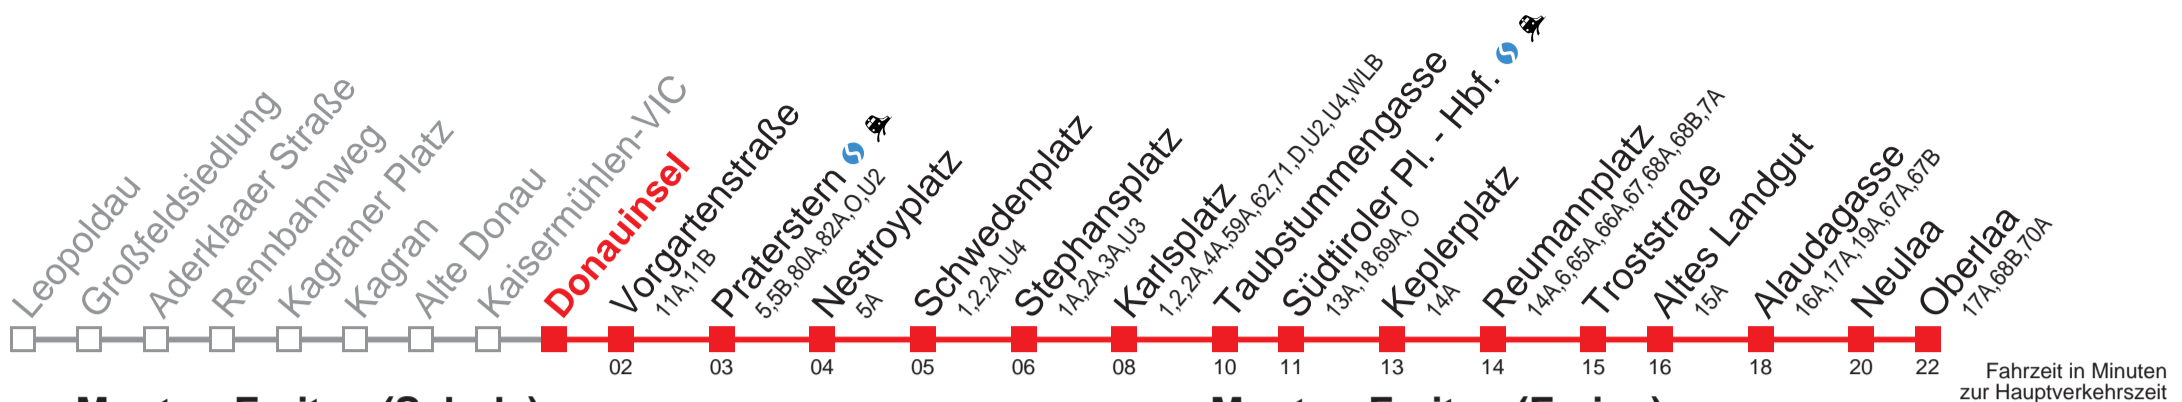 Leopoldau
Großfeldsiedlung
Aderklaaer Straße
Rennbahnweg
Kagraner Platz
Kagran
Alte Donau
Kaisermühlen-VIC
Donauinsel
Vorgartenstraße
11A,11B
Praterstern
5,5B,80A,82A,O,U2
Nestroyplatz
5A
Schwedenplatz
1,2,2A,U4
Stephansplatz
1A,2A,3A,U3
Karlsplatz
1,2,2A,4A,59A,62,71,D,U2,U4,WLB
Taubstummengasse
Südtiroler Pl. - Hbf.
13A,18,69A,O
Keplerplatz
14A
Reumannplatz
14A,6,65A,66A,67,68A,68B,7A
Troststraße
Altes Landgut
15A
Alaudagasse
16A,17A,19A,67A,67B
Neulaa
Oberlaa
17A,68B,70A
02 03 04 05 06 08 10 11 13 14 15 16 18 20 22
Fahrzeit in Minuten
zur Hauptverkehrszeit